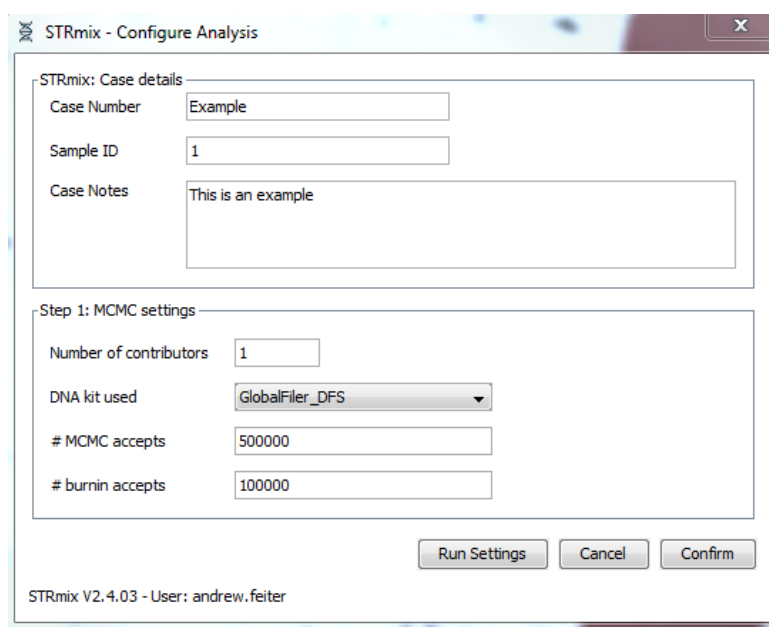 STRmix - Configure Analysis
x
STRmix: Case details
Case Number Example
Sample ID 1
Case Notes This is an example
Step 1: MCMC settings
Number of contributors 1
DNA kit used GlobalFiler_DFS
# MCMC accepts 500000
# burnin accepts 100000
Run Settings Cancel Confirm
STRmix V2.4.03 - User: andrew.feiter